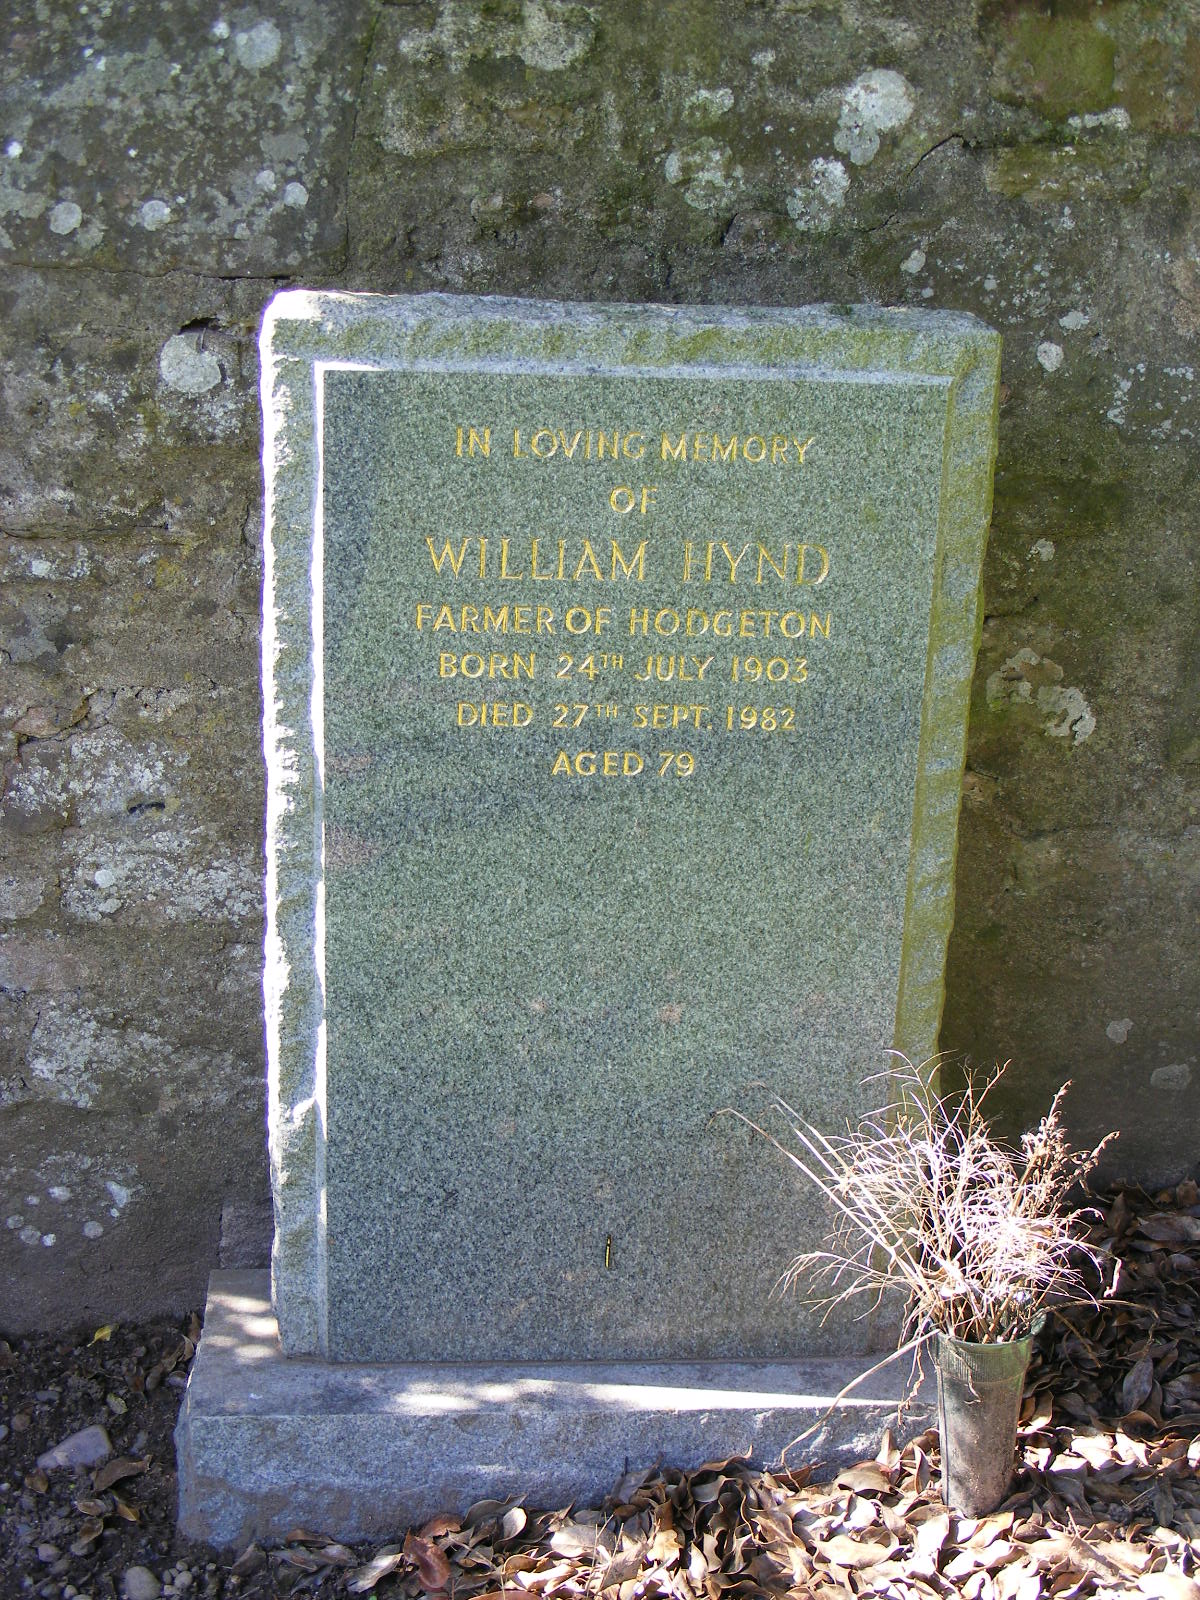 IN LOVING MEMORY
OF
WILLIAM HYND
FARMER OF HODGETON
BORN 24TH JULY 1903
DIED 27TH SEPT. 1982
AGED 79